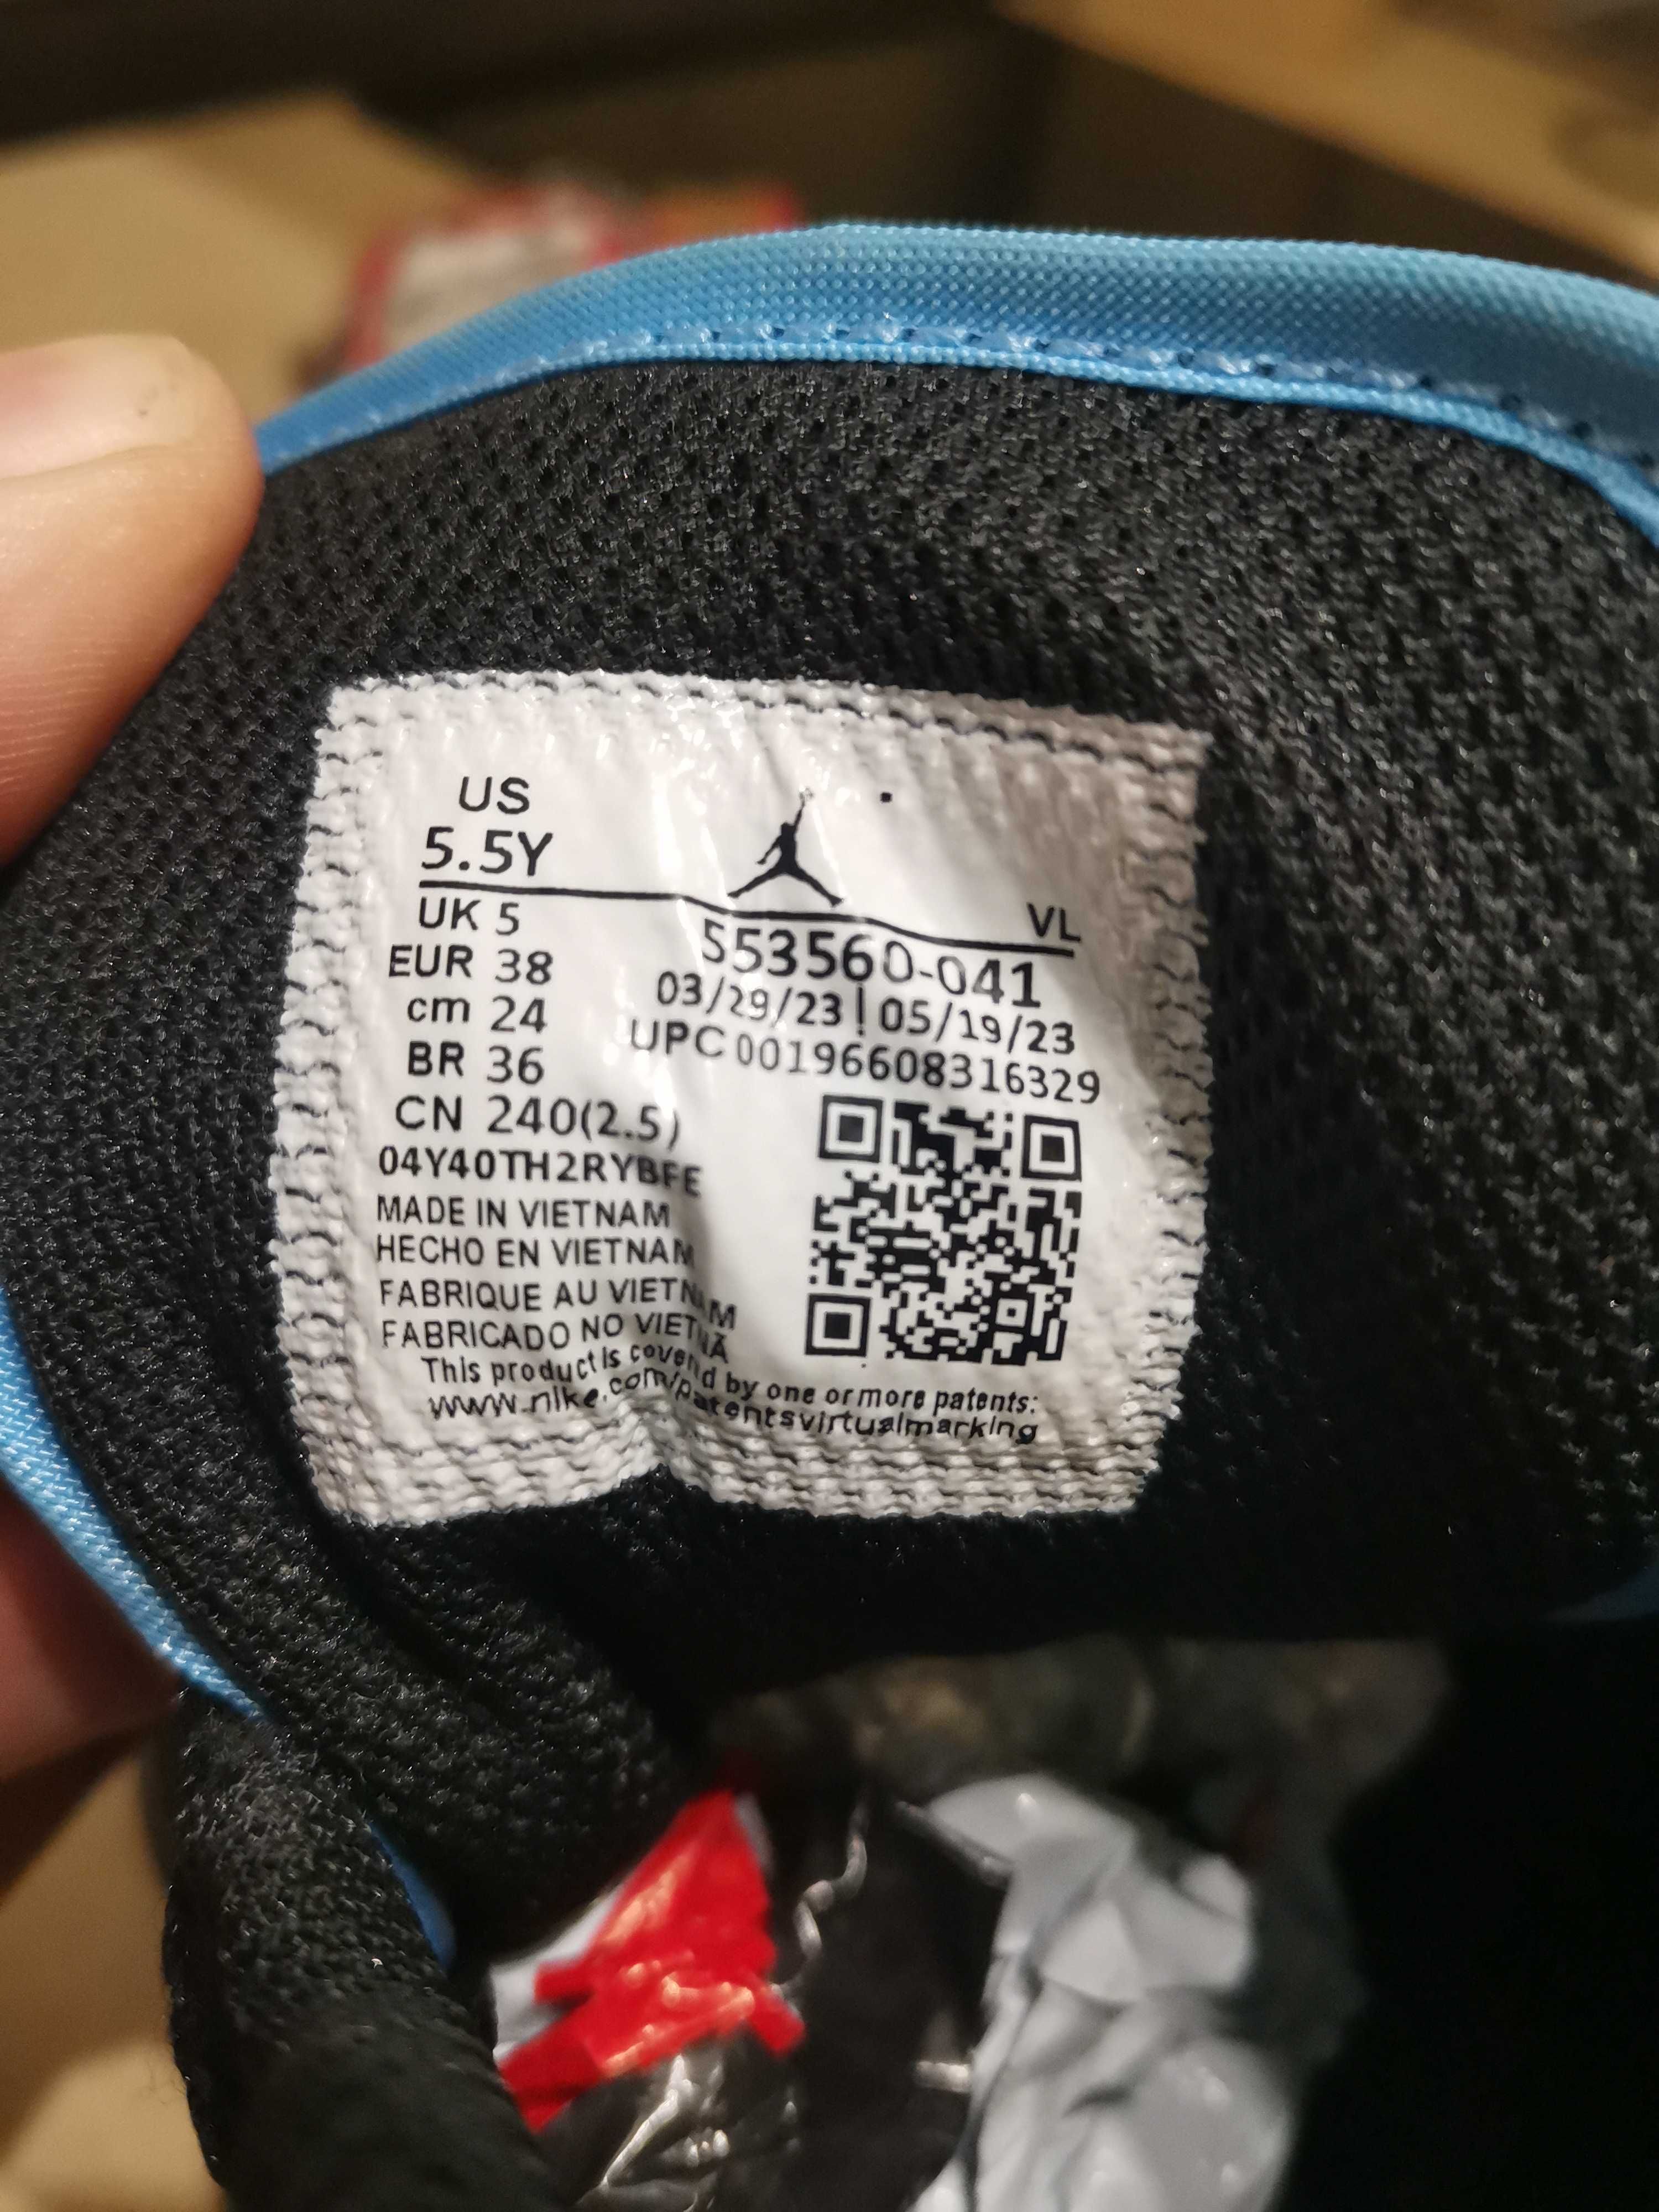 US
5.5Y
UK 5
EUR 38
cm 24
BR 36
CN 240(2.5)
04Y40TH2RYBFE
MADE IN VIETNAM
HECHO EN VIETNAM
FABRIQUE AU VIETNAM
FABRICADO NO VIETNÃ
VL
553560-041
03/29/23 | 05/19/23
UPC 00196608316329
This product is covered by one or more patents:
www.nike.com/patentsvirtualmarking